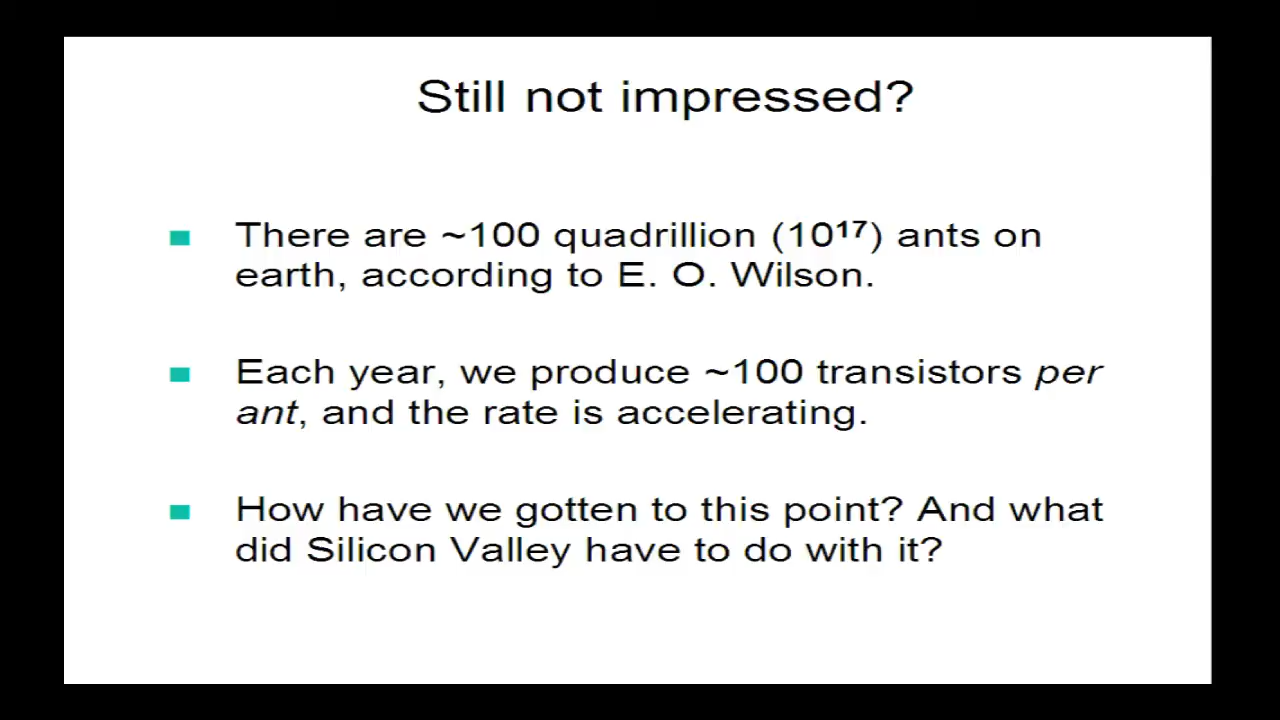 Still not impressed?
There are ~100 quadrillion (10¹⁷) ants on
earth, according to E. O. Wilson.
Each year, we produce ~100 transistors per
ant, and the rate is accelerating.
How have we gotten to this point? And what
did Silicon Valley have to do with it?